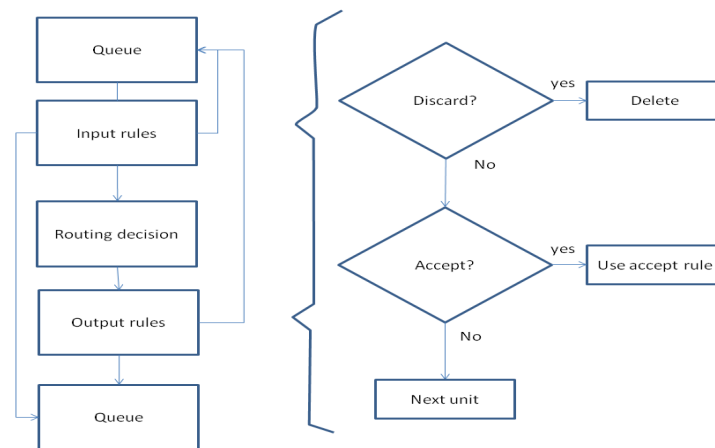 Queue
Input rules
Routing decision
Output rules
Queue
Discard?
yes
Delete
No
Accept?
yes
Use accept rule
No
Next unit